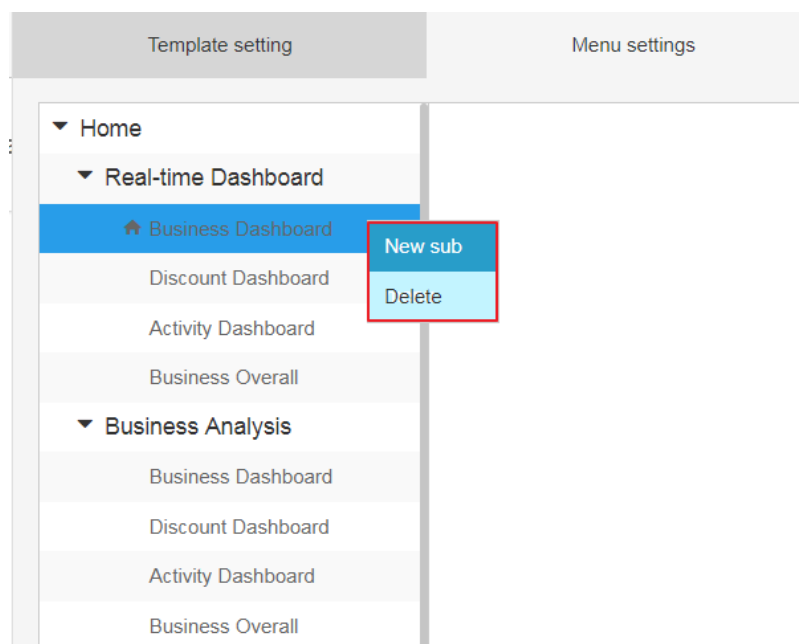 Template setting
Menu settings
Home
Real-time Dashboard
Business Dashboard
New sub
Discount Dashboard
Delete
Activity Dashboard
Business Overall
Business Analysis
Business Dashboard
Discount Dashboard
Activity Dashboard
Business Overall